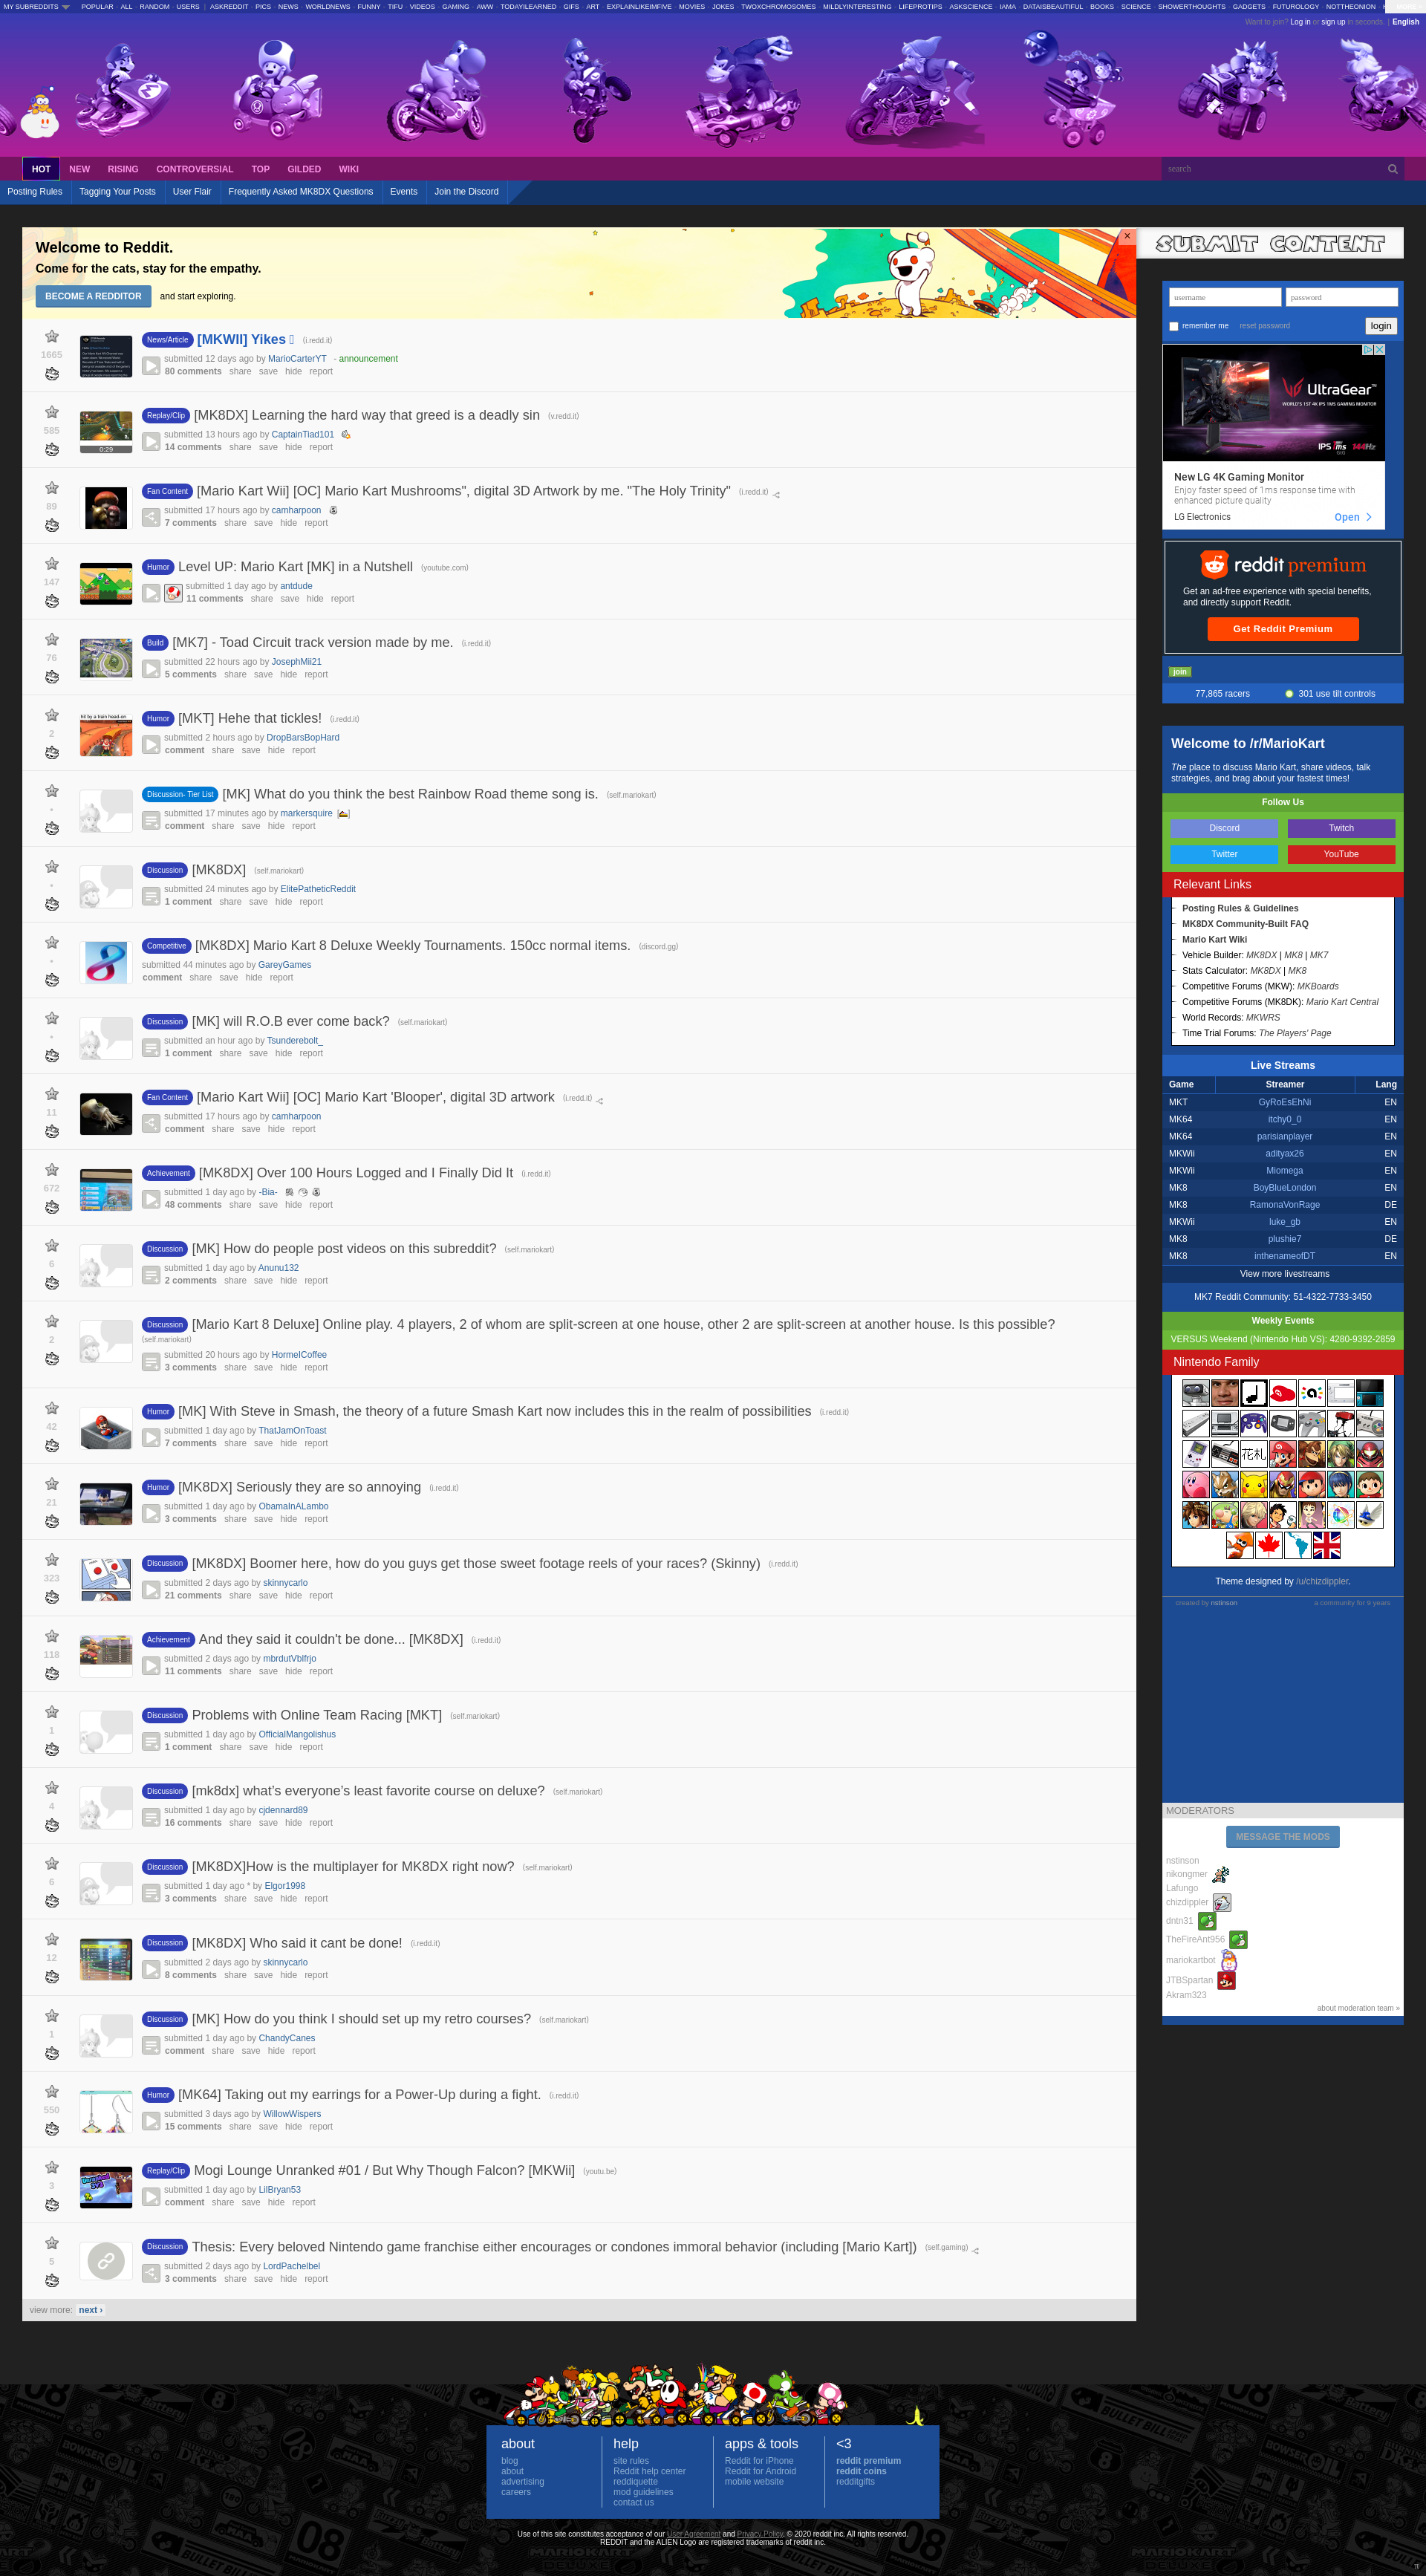 MY SUBREDDITS POPULAR - ALL - RANDOM - USERS | ASKREDDIT - PICS - NEWS - WORLDNEWS - FUNNY - TIFU - VIDEOS - GAMING - AWW - TODAYILEARNED - GIFS - ART - EXPLAINLIKEIMFIVE - MOVIES - JOKES - TWOXCHROMOSOMES - MILDLYINTERESTING - LIFEPROTIPS - ASKSCIENCE - IAMA - DATAISBEAUTIFUL - BOOKS - SCIENCE - SHOWERTHOUGHTS - GADGETS - FUTUROLOGY - NOTTHEONION
Want to join? Log in or sign up in seconds. | English
HOT NEW RISING CONTROVERSIAL TOP GILDED WIKI
search
Posting Rules Tagging Your Posts User Flair Frequently Asked MK8DX Questions Events Join the Discord
Welcome to Reddit.
Come for the cats, stay for the empathy.
BECOME A REDDITOR and start exploring.
×
1665
News/Article [MKWII] Yikes (i.redd.it)
submitted 12 days ago by MarioCarterYT - announcement
80 comments share save hide report
585
0:29
Replay/Clip [MK8DX] Learning the hard way that greed is a deadly sin (v.redd.it)
submitted 13 hours ago by CaptainTiad101
14 comments share save hide report
89
Fan Content [Mario Kart Wii] [OC] Mario Kart Mushrooms", digital 3D Artwork by me. "The Holy Trinity" (i.redd.it)
submitted 17 hours ago by camharpoon
7 comments share save hide report
147
Humor Level UP: Mario Kart [MK] in a Nutshell (youtube.com)
submitted 1 day ago by antdude
11 comments share save hide report
76
Build [MK7] - Toad Circuit track version made by me. (i.redd.it)
submitted 22 hours ago by JosephMii21
5 comments share save hide report
2
hit by a train head-on
Humor [MKT] Hehe that tickles! (i.redd.it)
submitted 2 hours ago by DropBarsBopHard
comment share save hide report
•
Discussion- Tier List [MK] What do you think the best Rainbow Road theme song is. (self.mariokart)
submitted 17 minutes ago by markersquire
comment share save hide report
•
Discussion [MK8DX] (self.mariokart)
submitted 24 minutes ago by ElitePatheticReddit
1 comment share save hide report
•
Competitive [MK8DX] Mario Kart 8 Deluxe Weekly Tournaments. 150cc normal items. (discord.gg)
submitted 44 minutes ago by GareyGames
comment share save hide report
•
Discussion [MK] will R.O.B ever come back? (self.mariokart)
submitted an hour ago by Tsunderebolt_
1 comment share save hide report
11
Fan Content [Mario Kart Wii] [OC] Mario Kart 'Blooper', digital 3D artwork (i.redd.it)
submitted 17 hours ago by camharpoon
comment share save hide report
672
Achievement [MK8DX] Over 100 Hours Logged and I Finally Did It (i.redd.it)
submitted 1 day ago by -Bia-
48 comments share save hide report
6
Discussion [MK] How do people post videos on this subreddit? (self.mariokart)
submitted 1 day ago by Anunu132
2 comments share save hide report
2
Discussion [Mario Kart 8 Deluxe] Online play. 4 players, 2 of whom are split-screen at one house, other 2 are split-screen at another house. Is this possible?
(self.mariokart)
submitted 20 hours ago by HormelCoffee
3 comments share save hide report
42
Humor [MK] With Steve in Smash, the theory of a future Smash Kart now includes this in the realm of possibilities (i.redd.it)
submitted 1 day ago by ThatJamOnToast
7 comments share save hide report
21
Humor [MK8DX] Seriously they are so annoying (i.redd.it)
submitted 1 day ago by ObamaInALambo
3 comments share save hide report
323
Discussion [MK8DX] Boomer here, how do you guys get those sweet footage reels of your races? (Skinny) (i.redd.it)
submitted 2 days ago by skinnycarlo
21 comments share save hide report
118
Achievement And they said it couldn't be done... [MK8DX] (i.redd.it)
submitted 2 days ago by mbrdutVblfrjo
11 comments share save hide report
1
Discussion Problems with Online Team Racing [MKT] (self.mariokart)
submitted 1 day ago by OfficialMangolishus
1 comment share save hide report
4
Discussion [mk8dx] what’s everyone’s least favorite course on deluxe? (self.mariokart)
submitted 1 day ago by cjdennard89
16 comments share save hide report
6
Discussion [MK8DX]How is the multiplayer for MK8DX right now? (self.mariokart)
submitted 1 day ago * by Elgor1998
3 comments share save hide report
12
Discussion [MK8DX] Who said it cant be done! (i.redd.it)
submitted 2 days ago by skinnycarlo
8 comments share save hide report
1
Discussion [MK] How do you think I should set up my retro courses? (self.mariokart)
submitted 1 day ago by ChandyCanes
comment share save hide report
550
Humor [MK64] Taking out my earrings for a Power-Up during a fight. (i.redd.it)
submitted 3 days ago by WillowWispers
15 comments share save hide report
3
Replay/Clip Mogi Lounge Unranked #01 / But Why Though Falcon? [MKWii] (youtu.be)
submitted 1 day ago by LilBryan53
comment share save hide report
5
Discussion Thesis: Every beloved Nintendo game franchise either encourages or condones immoral behavior (including [Mario Kart]) (self.gaming)
submitted 2 days ago by LordPachelbel
3 comments share save hide report
view more: next ›
SUBMIT CONTENT
username password
remember me reset password login
UltraGear™
WORLD'S 1ST 4K IPS 1MS GAMING MONITOR
IPS 1ms 144Hz
New LG 4K Gaming Monitor
Enjoy faster speed of 1ms response time with
enhanced picture quality
LG Electronics Open
reddit premium
Get an ad-free experience with special benefits,
and directly support Reddit.
Get Reddit Premium
join
77,865 racers 301 use tilt controls
Welcome to /r/MarioKart
The place to discuss Mario Kart, share videos, talk
strategies, and brag about your fastest times!
Follow Us
Discord Twitch
Twitter YouTube
Relevant Links
Posting Rules & Guidelines
MK8DX Community-Built FAQ
Mario Kart Wiki
Vehicle Builder: MK8DX | MK8 | MK7
Stats Calculator: MK8DX | MK8
Competitive Forums (MKW): MKBoards
Competitive Forums (MK8DK): Mario Kart Central
World Records: MKWRS
Time Trial Forums: The Players' Page
Live Streams
Game Streamer Lang
MKT GyRoEsEhNi EN
MK64 itchy0_0 EN
MK64 parisianplayer EN
MKWii adityax26 EN
MKWii Miomega EN
MK8 BoyBlueLondon EN
MK8 RamonaVonRage DE
MKWii luke_gb EN
MK8 plushie7 DE
MK8 inthenameofDT EN
View more livestreams
MK7 Reddit Community: 51-4322-7733-3450
Weekly Events
VERSUS Weekend (Nintendo Hub VS): 4280-9392-2859
Nintendo Family
花札
Theme designed by /u/chizdippler.
created by nstinson a community for 9 years
MODERATORS
MESSAGE THE MODS
nstinson
nikongmer
Lafungo
chizdippler
dntn31
TheFireAnt956
mariokartbot
JTBSpartan
Akram323
about moderation team »
about
blog
about
advertising
careers
help
site rules
Reddit help center
reddiquette
mod guidelines
contact us
apps & tools
Reddit for iPhone
Reddit for Android
mobile website
<3
reddit premium
reddit coins
redditgifts
Use of this site constitutes acceptance of our User Agreement and Privacy Policy. © 2020 reddit inc. All rights reserved.
REDDIT and the ALIEN Logo are registered trademarks of reddit inc.